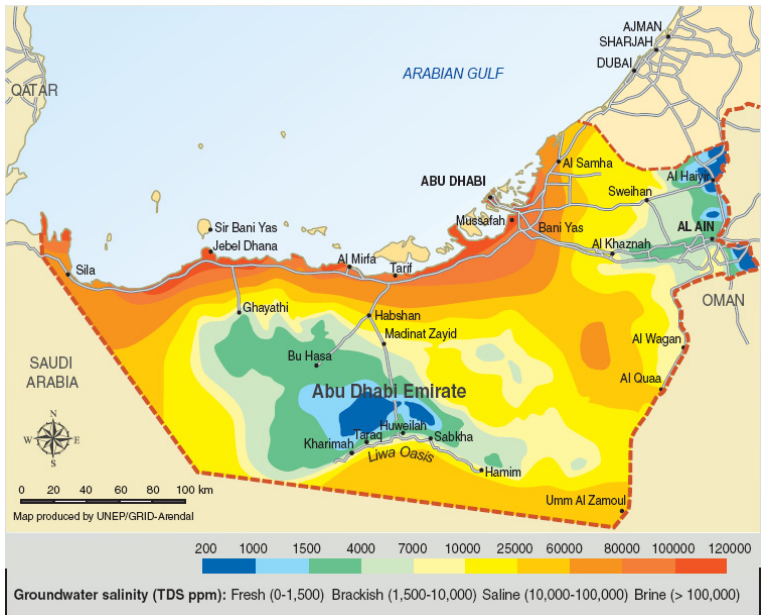 AJMAN
SHARJAH
DUBAI
ARABIAN GULF
QATAR
Al Samha
ABU DHABI
Al Haiyir
Sweihan
Mussafah
Bani Yas
AL AIN
Sir Bani Yas
Jebel Dhana
Al Khaznah
Al Mirfa
Tarif
Sila
OMAN
Ghayathi
Habshan
Madinat Zayid
Al Wagan
Bu Hasa
SAUDI
ARABIA
Al Quaa
Abu Dhabi Emirate
N
W E
S
Huweilah
Taraq
Sabkha
Kharimah
Liwa Oasis
Hamim
0 20 40 60 80 100 km
Umm Al Zamoul
Map produced by UNEP/GRID-Arendal
200 1000 1500 4000 7000 10000 25000 60000 80000 100000 120000
Groundwater salinity (TDS ppm): Fresh (0-1,500) Brackish (1,500-10,000) Saline (10,000-100,000) Brine (> 100,000)